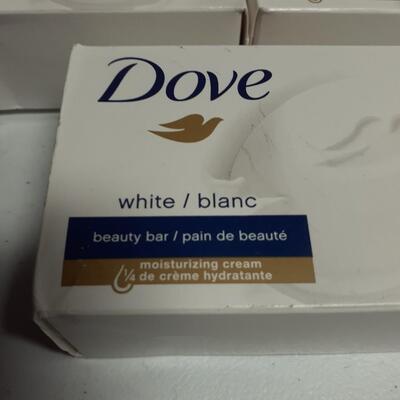 Dove
white / blanc
beauty bar / pain de beauté
moisturizing cream
¼ de crème hydratante